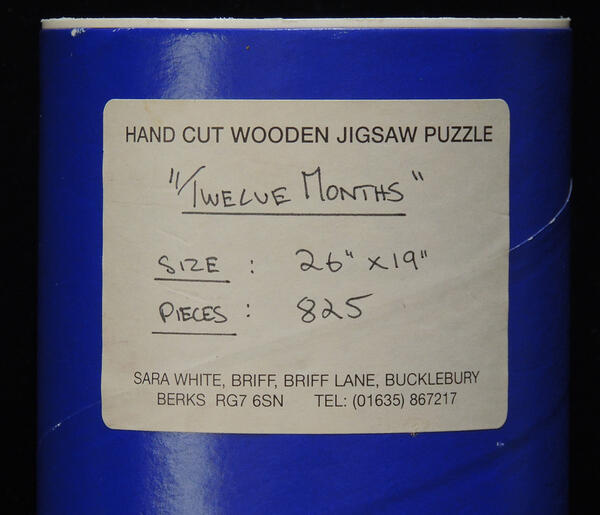 HAND CUT WOODEN JIGSAW PUZZLE
"TWELVE MONTHS"
SIZE : 26" x 19"
PIECES : 825
SARA WHITE, BRIFF, BRIFF LANE, BUCKLEBURY
BERKS RG7 6SN TEL: (01635) 867217